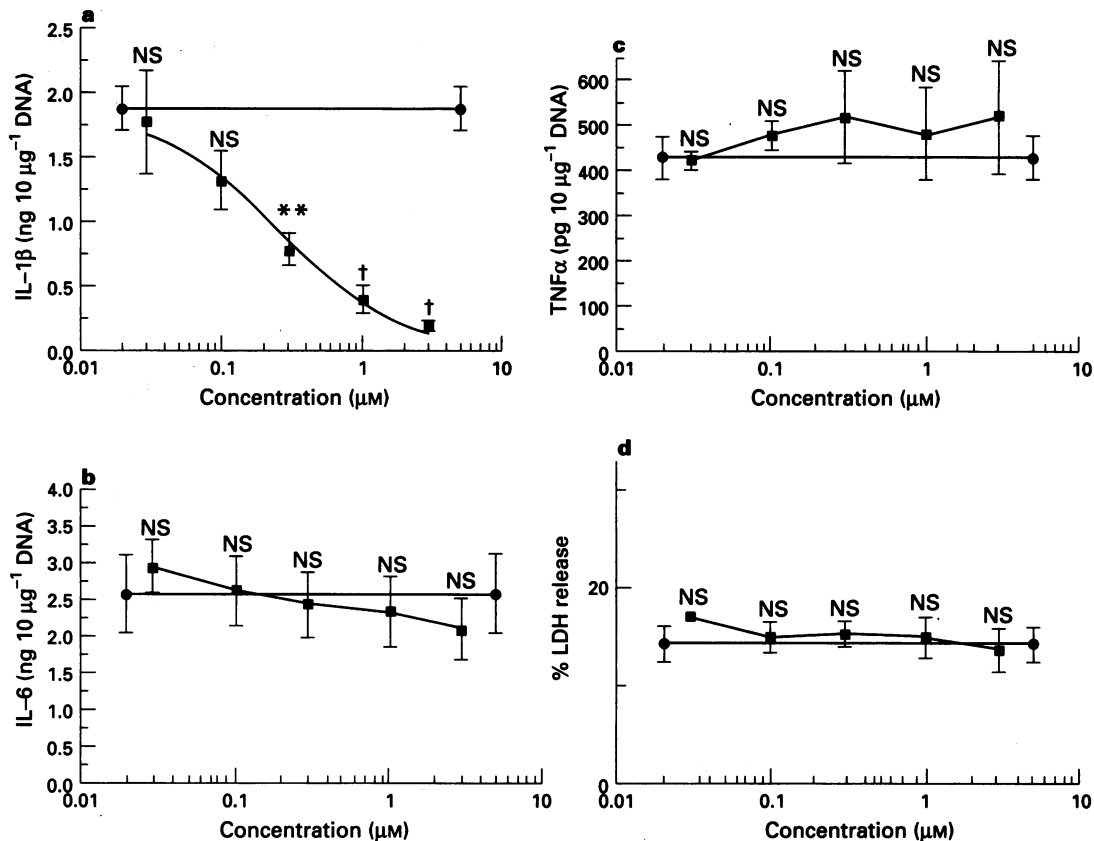 a
2.5
2.0
1.5
1.0
0.5
0.0
IL–1β (ng 10 μg⁻¹ DNA)
NS
NS
**
†
†
0.01
0.1
1
10
Concentration (μM)
b
4.0
3.5
3.0
2.5
2.0
1.5
1.0
0.5
0.0
IL–6 (ng 10 μg⁻¹ DNA)
NS
NS
NS
NS
NS
0.01
0.1
1
10
Concentration (μM)
c
600
500
400
300
200
100
0
TNFα (pg 10 μg⁻¹ DNA)
NS
NS
NS
NS
NS
0.01
0.1
1
10
Concentration (μM)
d
20
0
% LDH release
NS
NS
NS
NS
NS
0.01
0.1
1
10
Concentration (μM)